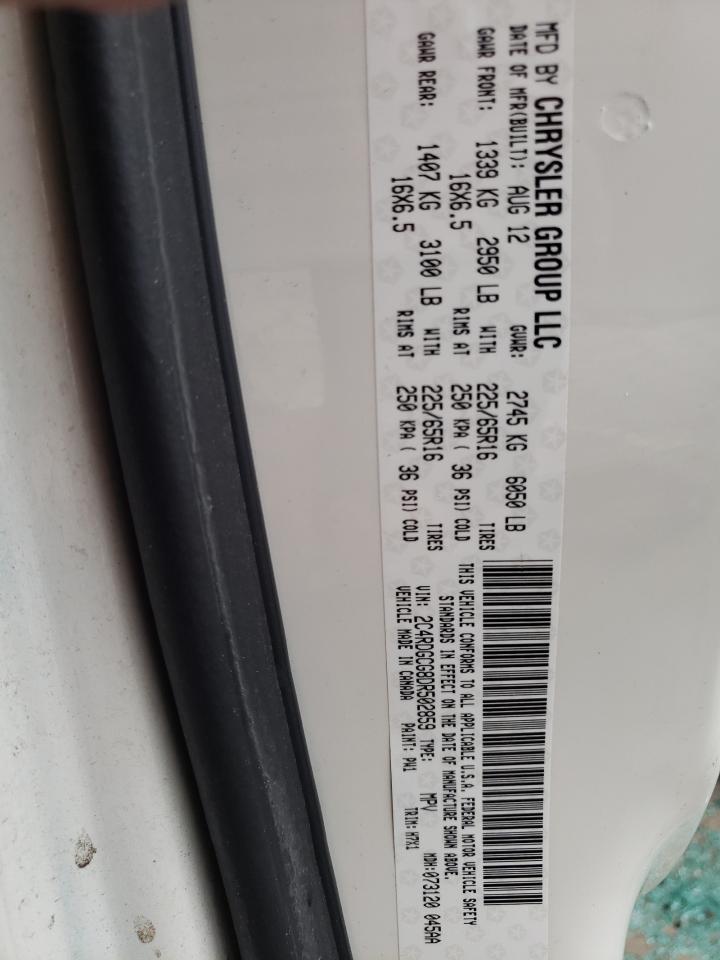 MFD BY CHRYSLER GROUP LLC
DATE OF MFR(BUILT): AUG 12 GVWR: 2745 KG 6050 LB
GAWR FRONT: 1339 KG 2950 LB WITH 225/65R16 TIRES
16X6.5 RIMS AT 250 KPA ( 36 PSI) COLD
GAWR REAR: 1407 KG 3100 LB WITH 225/65R16 TIRES
16X6.5 RIMS AT 250 KPA ( 36 PSI) COLD
THIS VEHICLE CONFORMS TO ALL APPLICABLE U.S.A. FEDERAL MOTOR VEHICLE SAFETY
STANDARDS IN EFFECT ON THE DATE OF MANUFACTURE SHOWN ABOVE.
VIN: 2C4RDGCG8DR502859 TYPE: MPV MDH:073120 045AA
VEHICLE MADE IN CANADA PAINT: PW1 TRIM: